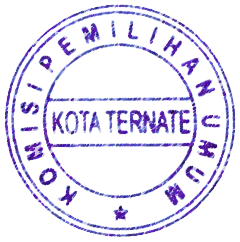 KOMISI PEMILIHAN UMUM
KOTA TERNATE